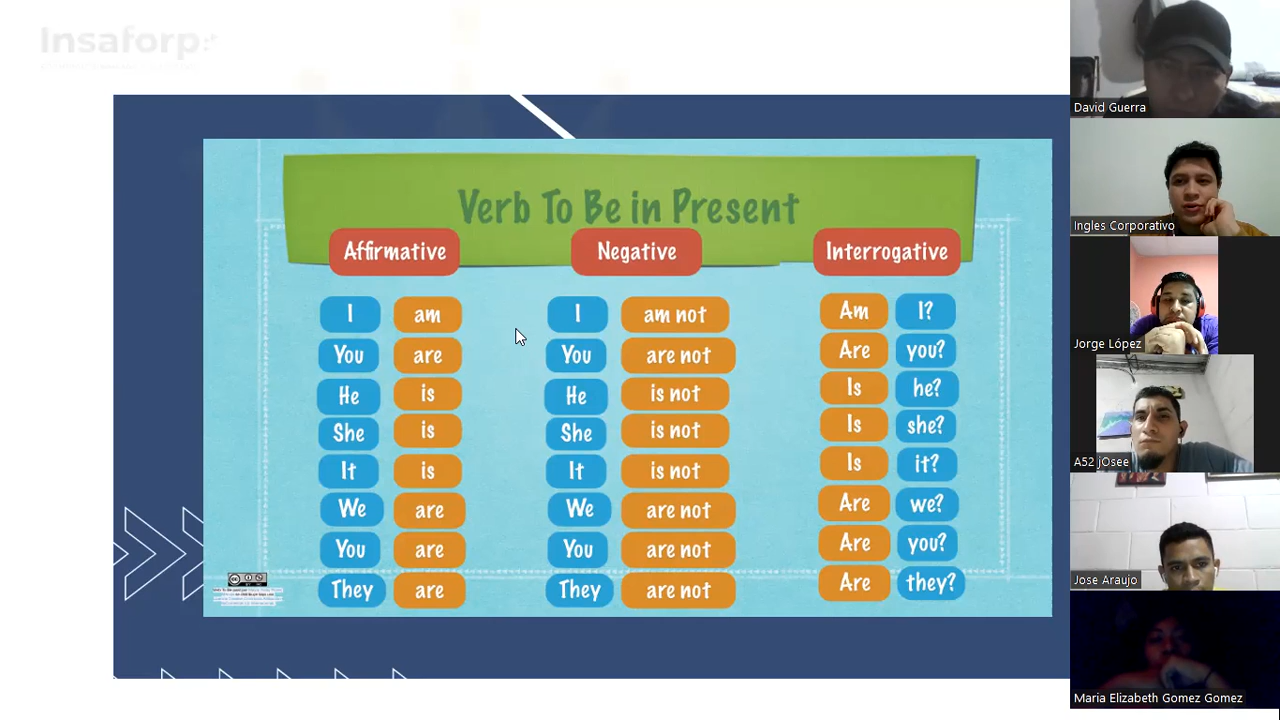 Insaforp
Verb To Be in Present
Affirmative Negative Interrogative
I am I am not Am I?
You are You are not Are you?
He is He is not Is he?
She is She is not Is she?
It is It is not Is it?
We are We are not Are we?
You are You are not Are you?
They are They are not Are they?
David Guerra
Ingles Corporativo
Jorge López
A52 jOsee
Jose Araujo
Maria Elizabeth Gomez Gomez